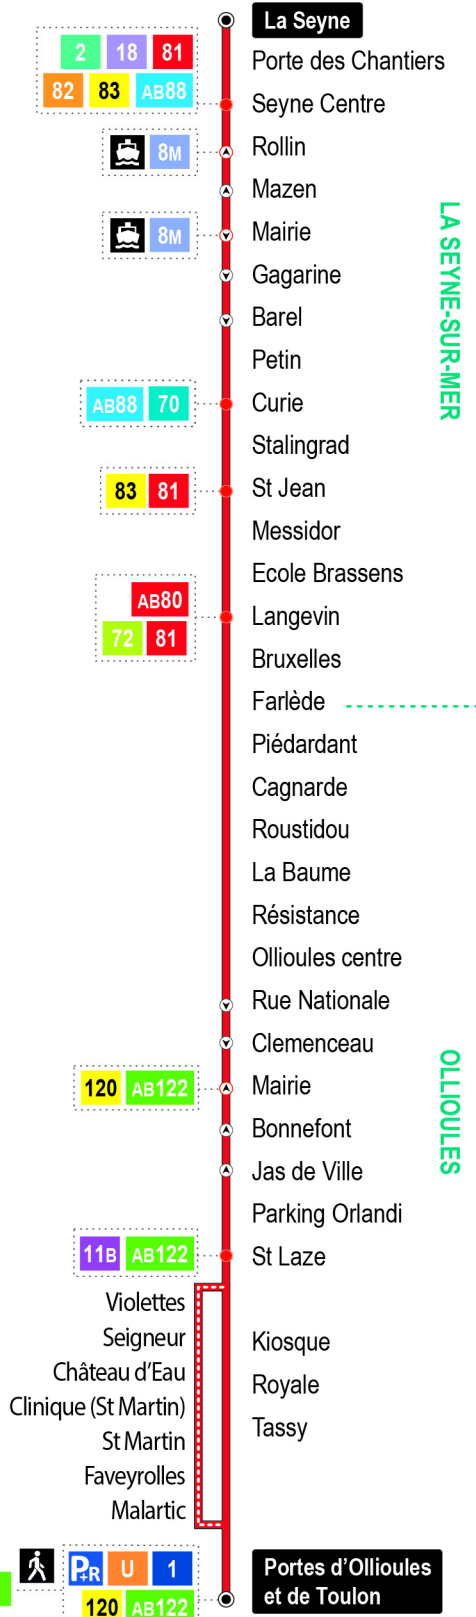 La Seyne
2 18 81
Porte des Chantiers
82 83 AB88
Seyne Centre
8M
Rollin
Mazen
8M
Mairie
Gagarine
Barel
Petin
AB88 70
Curie
Stalingrad
83 81
St Jean
Messidor
Ecole Brassens
AB80
72 81
Langevin
Bruxelles
Farlède
LA SEYNE-SUR-MER
Piédardant
Cagnarde
Roustidou
La Baume
Résistance
Ollioules centre
Rue Nationale
Clemenceau
120 AB122
Mairie
Bonnefont
Jas de Ville
Parking Orlandi
11B AB122
St Laze
OLLIOULES
Violettes
Seigneur
Château d'Eau
Clinique (St Martin)
St Martin
Faveyrolles
Malartic
Kiosque
Royale
Tassy
P+R U 1
120 AB122
Portes d'Ollioules
et de Toulon